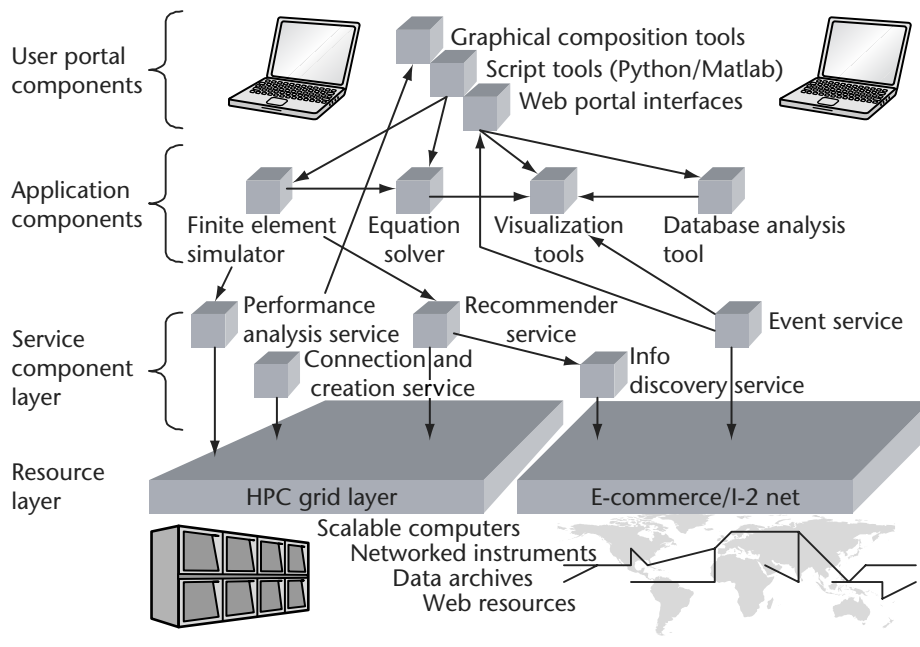 User portal
components
Graphical composition tools
Script tools (Python/Matlab)
Web portal interfaces
Application
components
Finite element
simulator
Equation
solver
Visualization
tools
Database analysis
tool
Service
component
layer
Performance
analysis service
Recommender
service
Event service
Connection and
creation service
Info
discovery service
Resource
layer
HPC grid layer
E-commerce/I-2 net
Scalable computers
Networked instruments
Data archives
Web resources